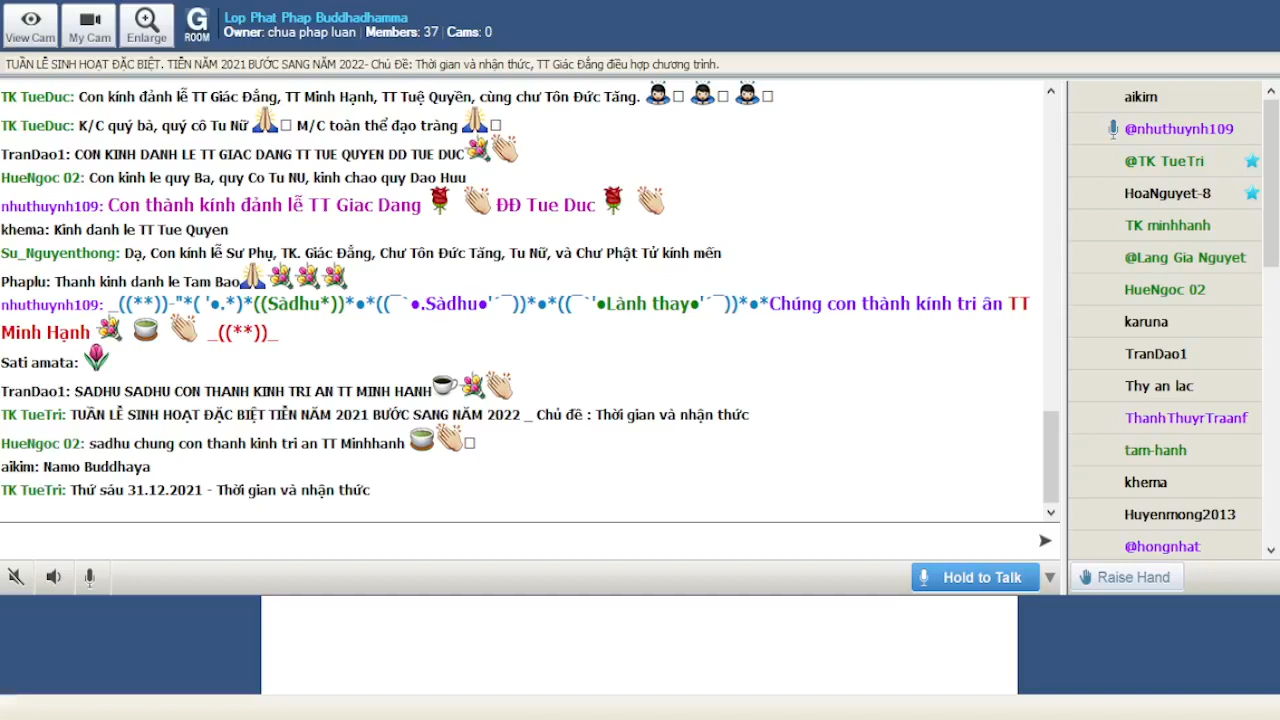 View Cam
My Cam
Enlarge
G
ROOM
Lop Phat Phap Buddhadhamma
Owner: chua phap luan | Members: 37 | Cams: 0
TUẦN LỄ SINH HOẠT ĐẶC BIỆT. TIỄN NĂM 2021 BƯỚC SANG NĂM 2022- Chủ Đề: Thời gian và nhận thức, TT Giác Đẳng điều hợp chương trình.
TK TueDuc: Con kính đảnh lễ TT Giác Đẳng, TT Minh Hạnh, TT Tuệ Quyền, cùng chư Tôn Đức Tăng.
TK TueDuc: K/C quý bà, quý cô Tu Nữ 🙏 M/C toàn thể đạo tràng 🙏
TranDao1: CON KINH DANH LE TT GIAC DANG TT TUE QUYEN DD TUE DUC
HueNgoc 02: Con kinh le quy Ba, quy Co Tu NU, kinh chao quy Dao Huu
nhuthuynh109: Con thành kính đảnh lễ TT Giac Dang 🌹 👏 ĐĐ Tue Duc 🌹 👏
khema: Kinh danh le TT Tue Quyen
Su_Nguyenthong: Dạ, Con kính lễ Sư Phụ, TK. Giác Đẳng, Chư Tôn Đức Tăng, Tu Nữ, và Chư Phật Tử kính mến
Phaplu: Thanh kinh danh le Tam Bao
nhuthuynh109: _((**))-"*( '●.*)*((Sàdhu*))*●*((¯`●.Sàdhu●'´¯))*●*((¯`'●Lành thay●'´¯))*●*Chúng con thành kính tri ân TT
Minh Hạnh 💐 🍵 👏 _((**))_
Sati amata: 🌷
TranDao1: SADHU SADHU CON THANH KINH TRI AN TT MINH HANH
TK TueTri: TUẦN LỄ SINH HOẠT ĐẶC BIỆT TIỄN NĂM 2021 BƯỚC SANG NĂM 2022 _ Chủ đề : Thời gian và nhận thức
HueNgoc 02: sadhu chung con thanh kinh tri an TT Minhhanh
aikim: Namo Buddhaya
TK TueTri: Thứ sáu 31.12.2021 - Thời gian và nhận thức
Hold to Talk
aikim
@nhuthuynh109
@TK TueTri
HoaNguyet-8
TK minhhanh
@Lang Gia Nguyet
HueNgoc 02
karuna
TranDao1
Thy an lac
ThanhThuyrTraanf
tam-hanh
khema
Huyenmong2013
@hongnhat
Raise Hand